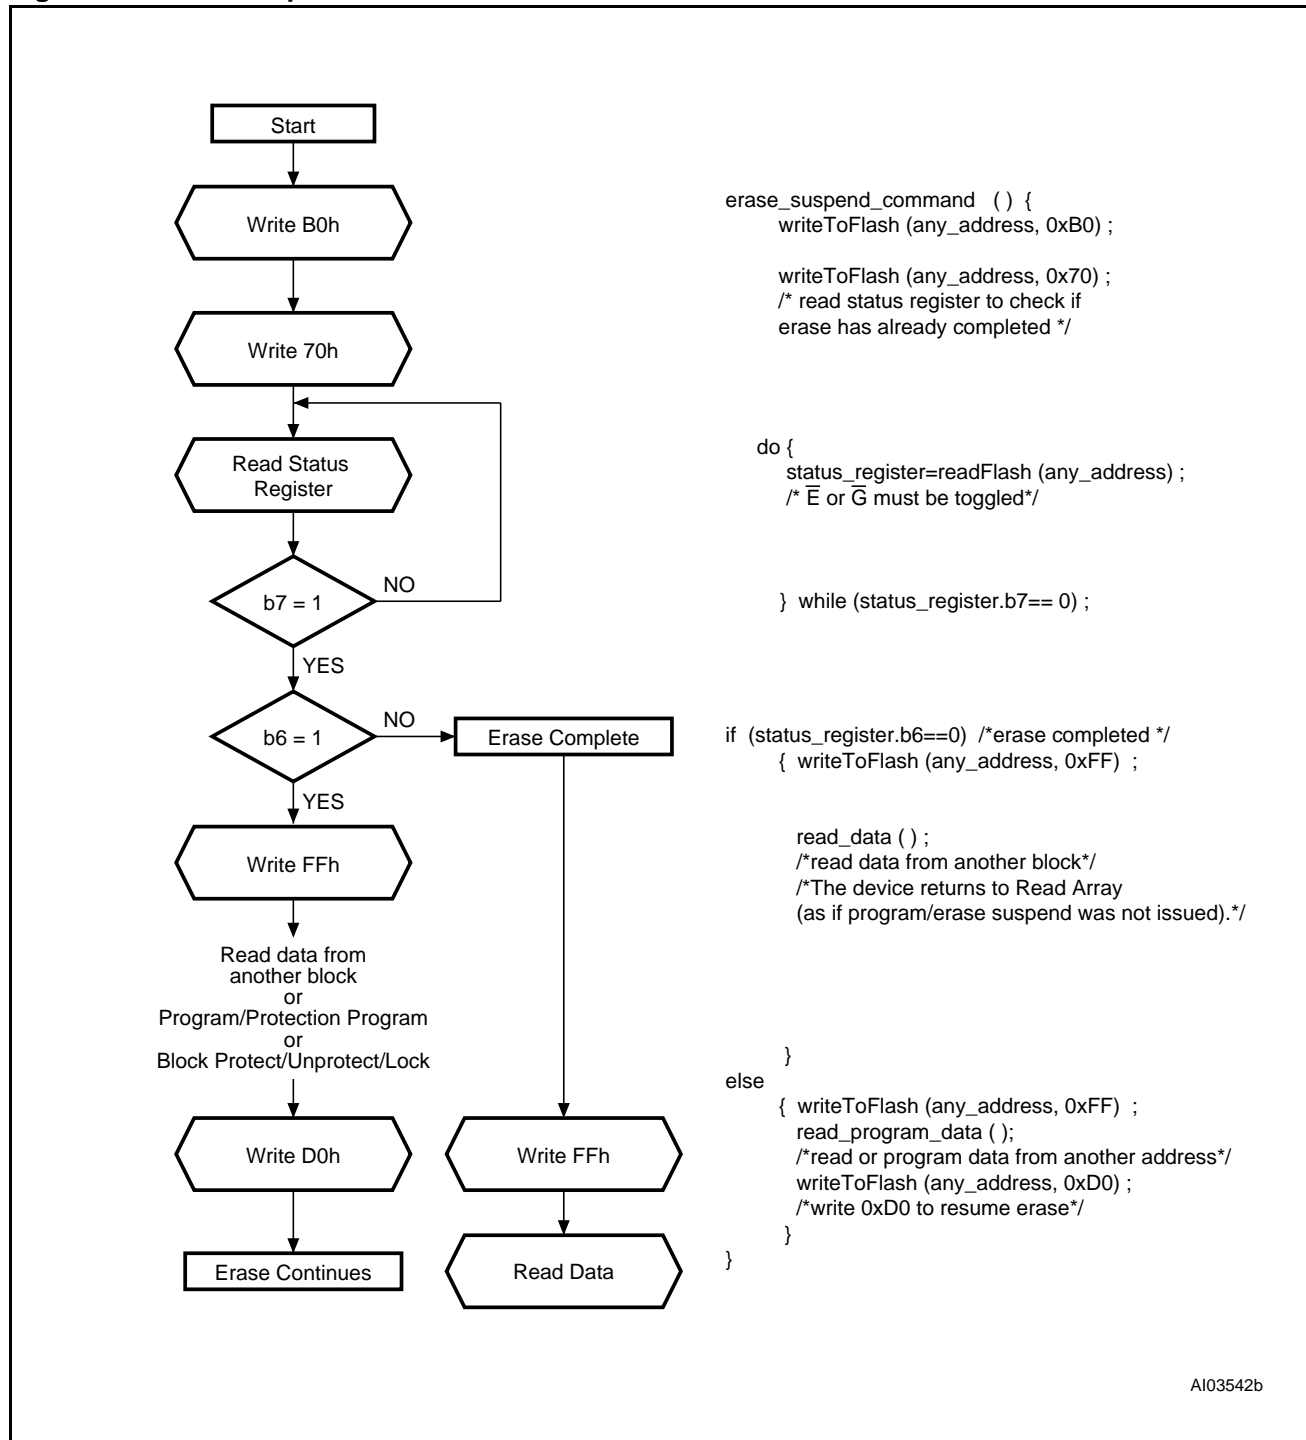 Start
Write B0h
Write 70h
Read Status
Register
b7 = 1
NO
YES
b6 = 1
NO
Erase Complete
YES
Write FFh
Read data from
another block
or
Program/Protection Program
or
Block Protect/Unprotect/Lock
Write D0h
Erase Continues
Write FFh
Read Data
erase_suspend_command ( ) {
writeToFlash (any_address, 0xB0) ;
writeToFlash (any_address, 0x70) ;
/* read status register to check if
erase has already completed */
do {
status_register=readFlash (any_address) ;
/* E̅ or G̅ must be toggled*/
} while (status_register.b7== 0) ;
if (status_register.b6==0) /*erase completed */
{ writeToFlash (any_address, 0xFF) ;
read_data ( ) ;
/*read data from another block*/
/*The device returns to Read Array
(as if program/erase suspend was not issued).*/
}
else
{ writeToFlash (any_address, 0xFF) ;
read_program_data ( );
/*read or program data from another address*/
writeToFlash (any_address, 0xD0) ;
/*write 0xD0 to resume erase*/
}
}
AI03542b